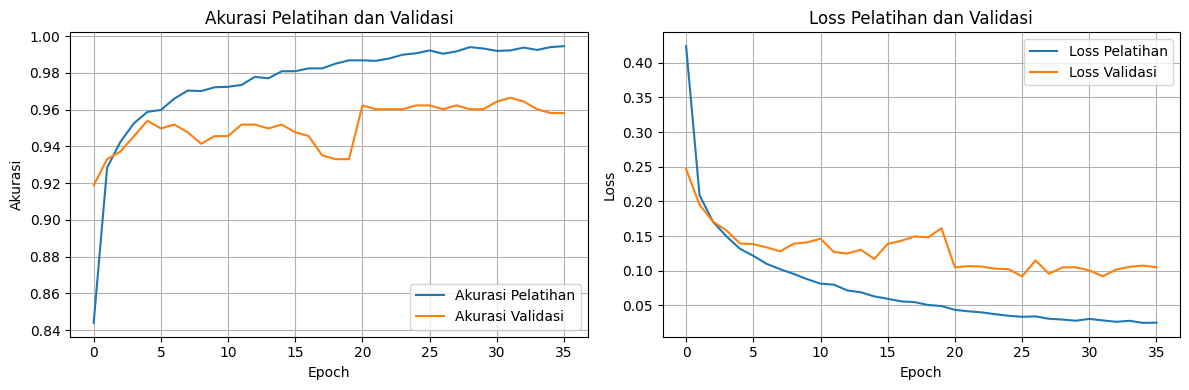 Akurasi Pelatihan dan Validasi
Akurasi
1.00
0.98
0.96
0.94
0.92
0.90
0.88
0.86
0.84
Akurasi Pelatihan
Akurasi Validasi
0 5 10 15 20 25 30 35
Epoch
Loss Pelatihan dan Validasi
Loss
0.40
0.35
0.30
0.25
0.20
0.15
0.10
0.05
Loss Pelatihan
Loss Validasi
0 5 10 15 20 25 30 35
Epoch